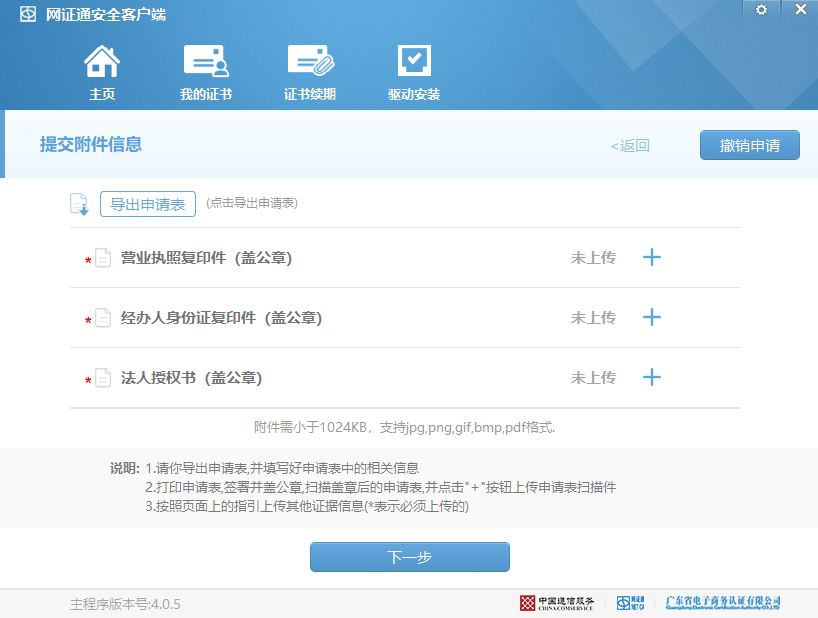 网证通安全客户端
主页 我的证书 证书续期 驱动安装
提交附件信息 <返回 撤销申请
导出申请表 (点击导出申请表)
* 营业执照复印件（盖公章） 未上传 +
* 经办人身份证复印件（盖公章） 未上传 +
* 法人授权书（盖公章） 未上传 +
附件需小于1024KB，支持jpg,png,gif,bmp,pdf格式.
说明: 1.请你导出申请表,并填写好申请表中的相关信息
2.打印申请表,签署并盖公章,扫描盖章后的申请表,并点击"+"按钮上传申请表扫描件
3.按照页面上的指引上传其他证据信息(*表示必须上传的)
下一步
主程序版本号:4.0.5
中国通信服务
CHINA COMSERVICE
网证通
NETCA
广东省电子商务认证有限公司
Guangdong Electronic Certification Authority CO.,LTD